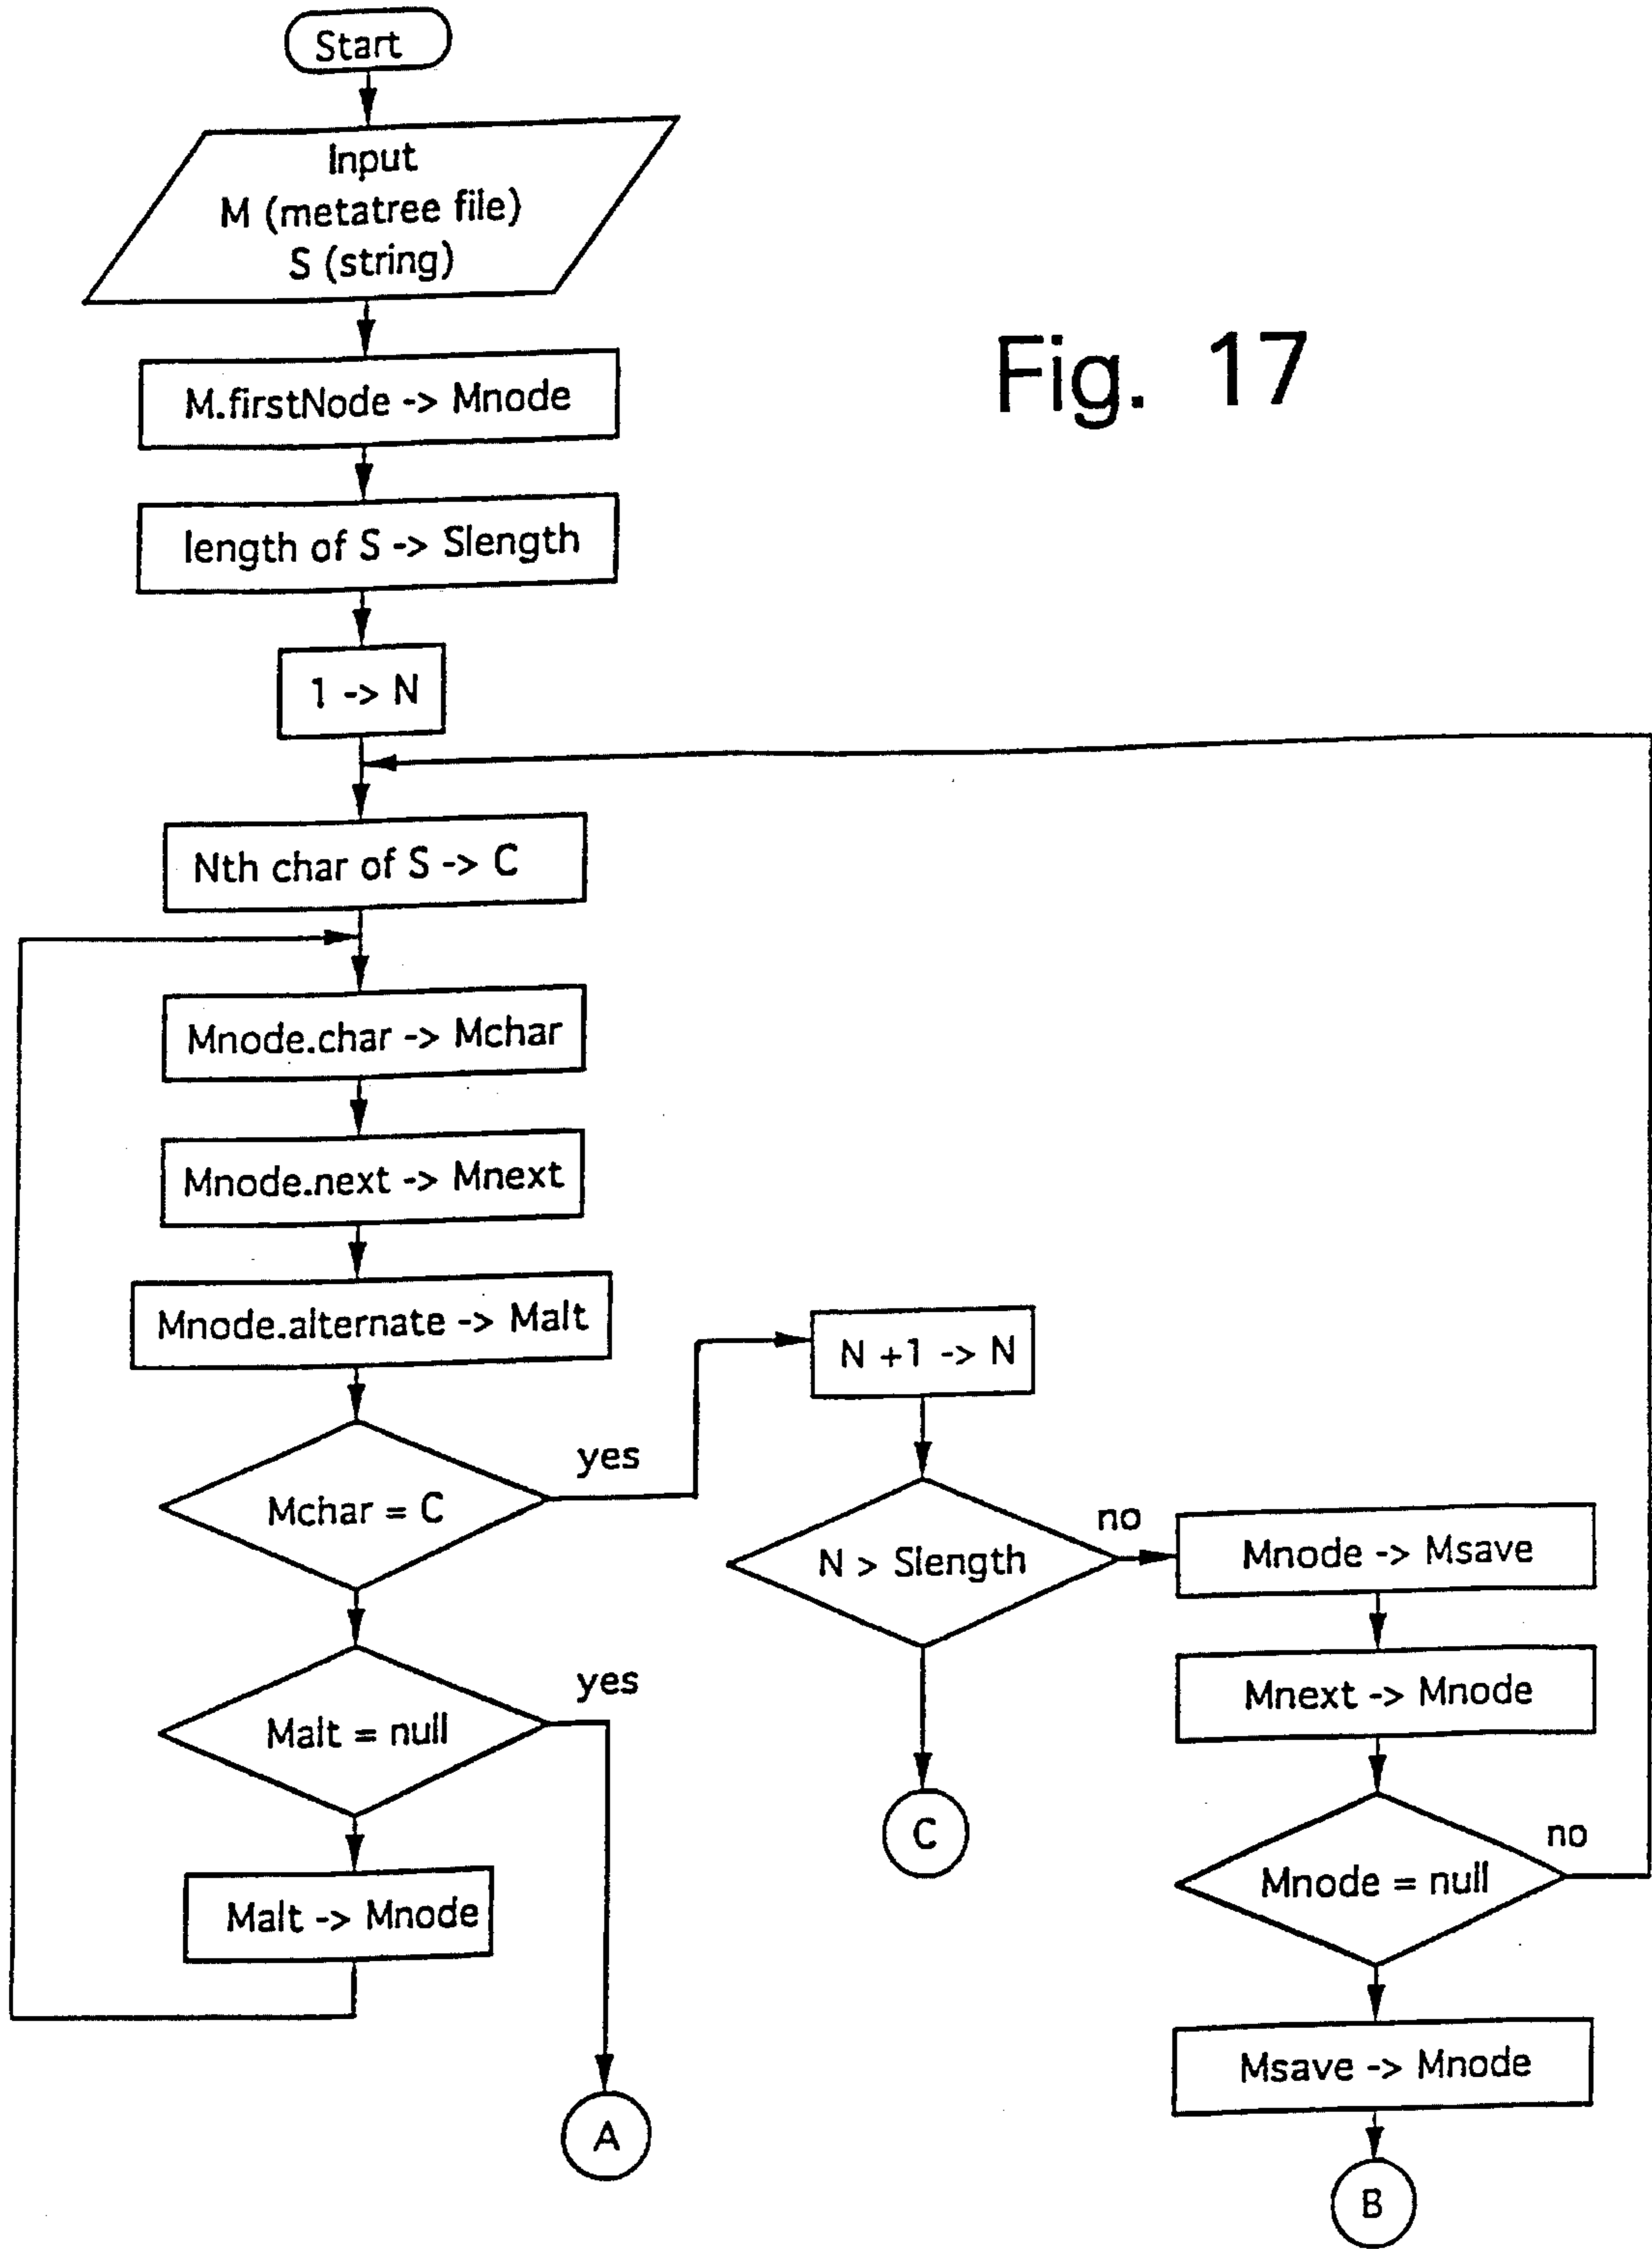 Start
Input
M (metatree file)
S (string)
Fig. 17
M.firstNode -> Mnode
length of S -> Slength
1 -> N
Nth char of S -> C
Mnode.char -> Mchar
Mnode.next -> Mnext
Mnode.alternate -> Malt
Mchar = C
yes
N +1 -> N
N > Slength
no
Mnode -> Msave
Mnext -> Mnode
Mnode = null
no
Msave -> Mnode
B
C
Malt = null
yes
Malt -> Mnode
A